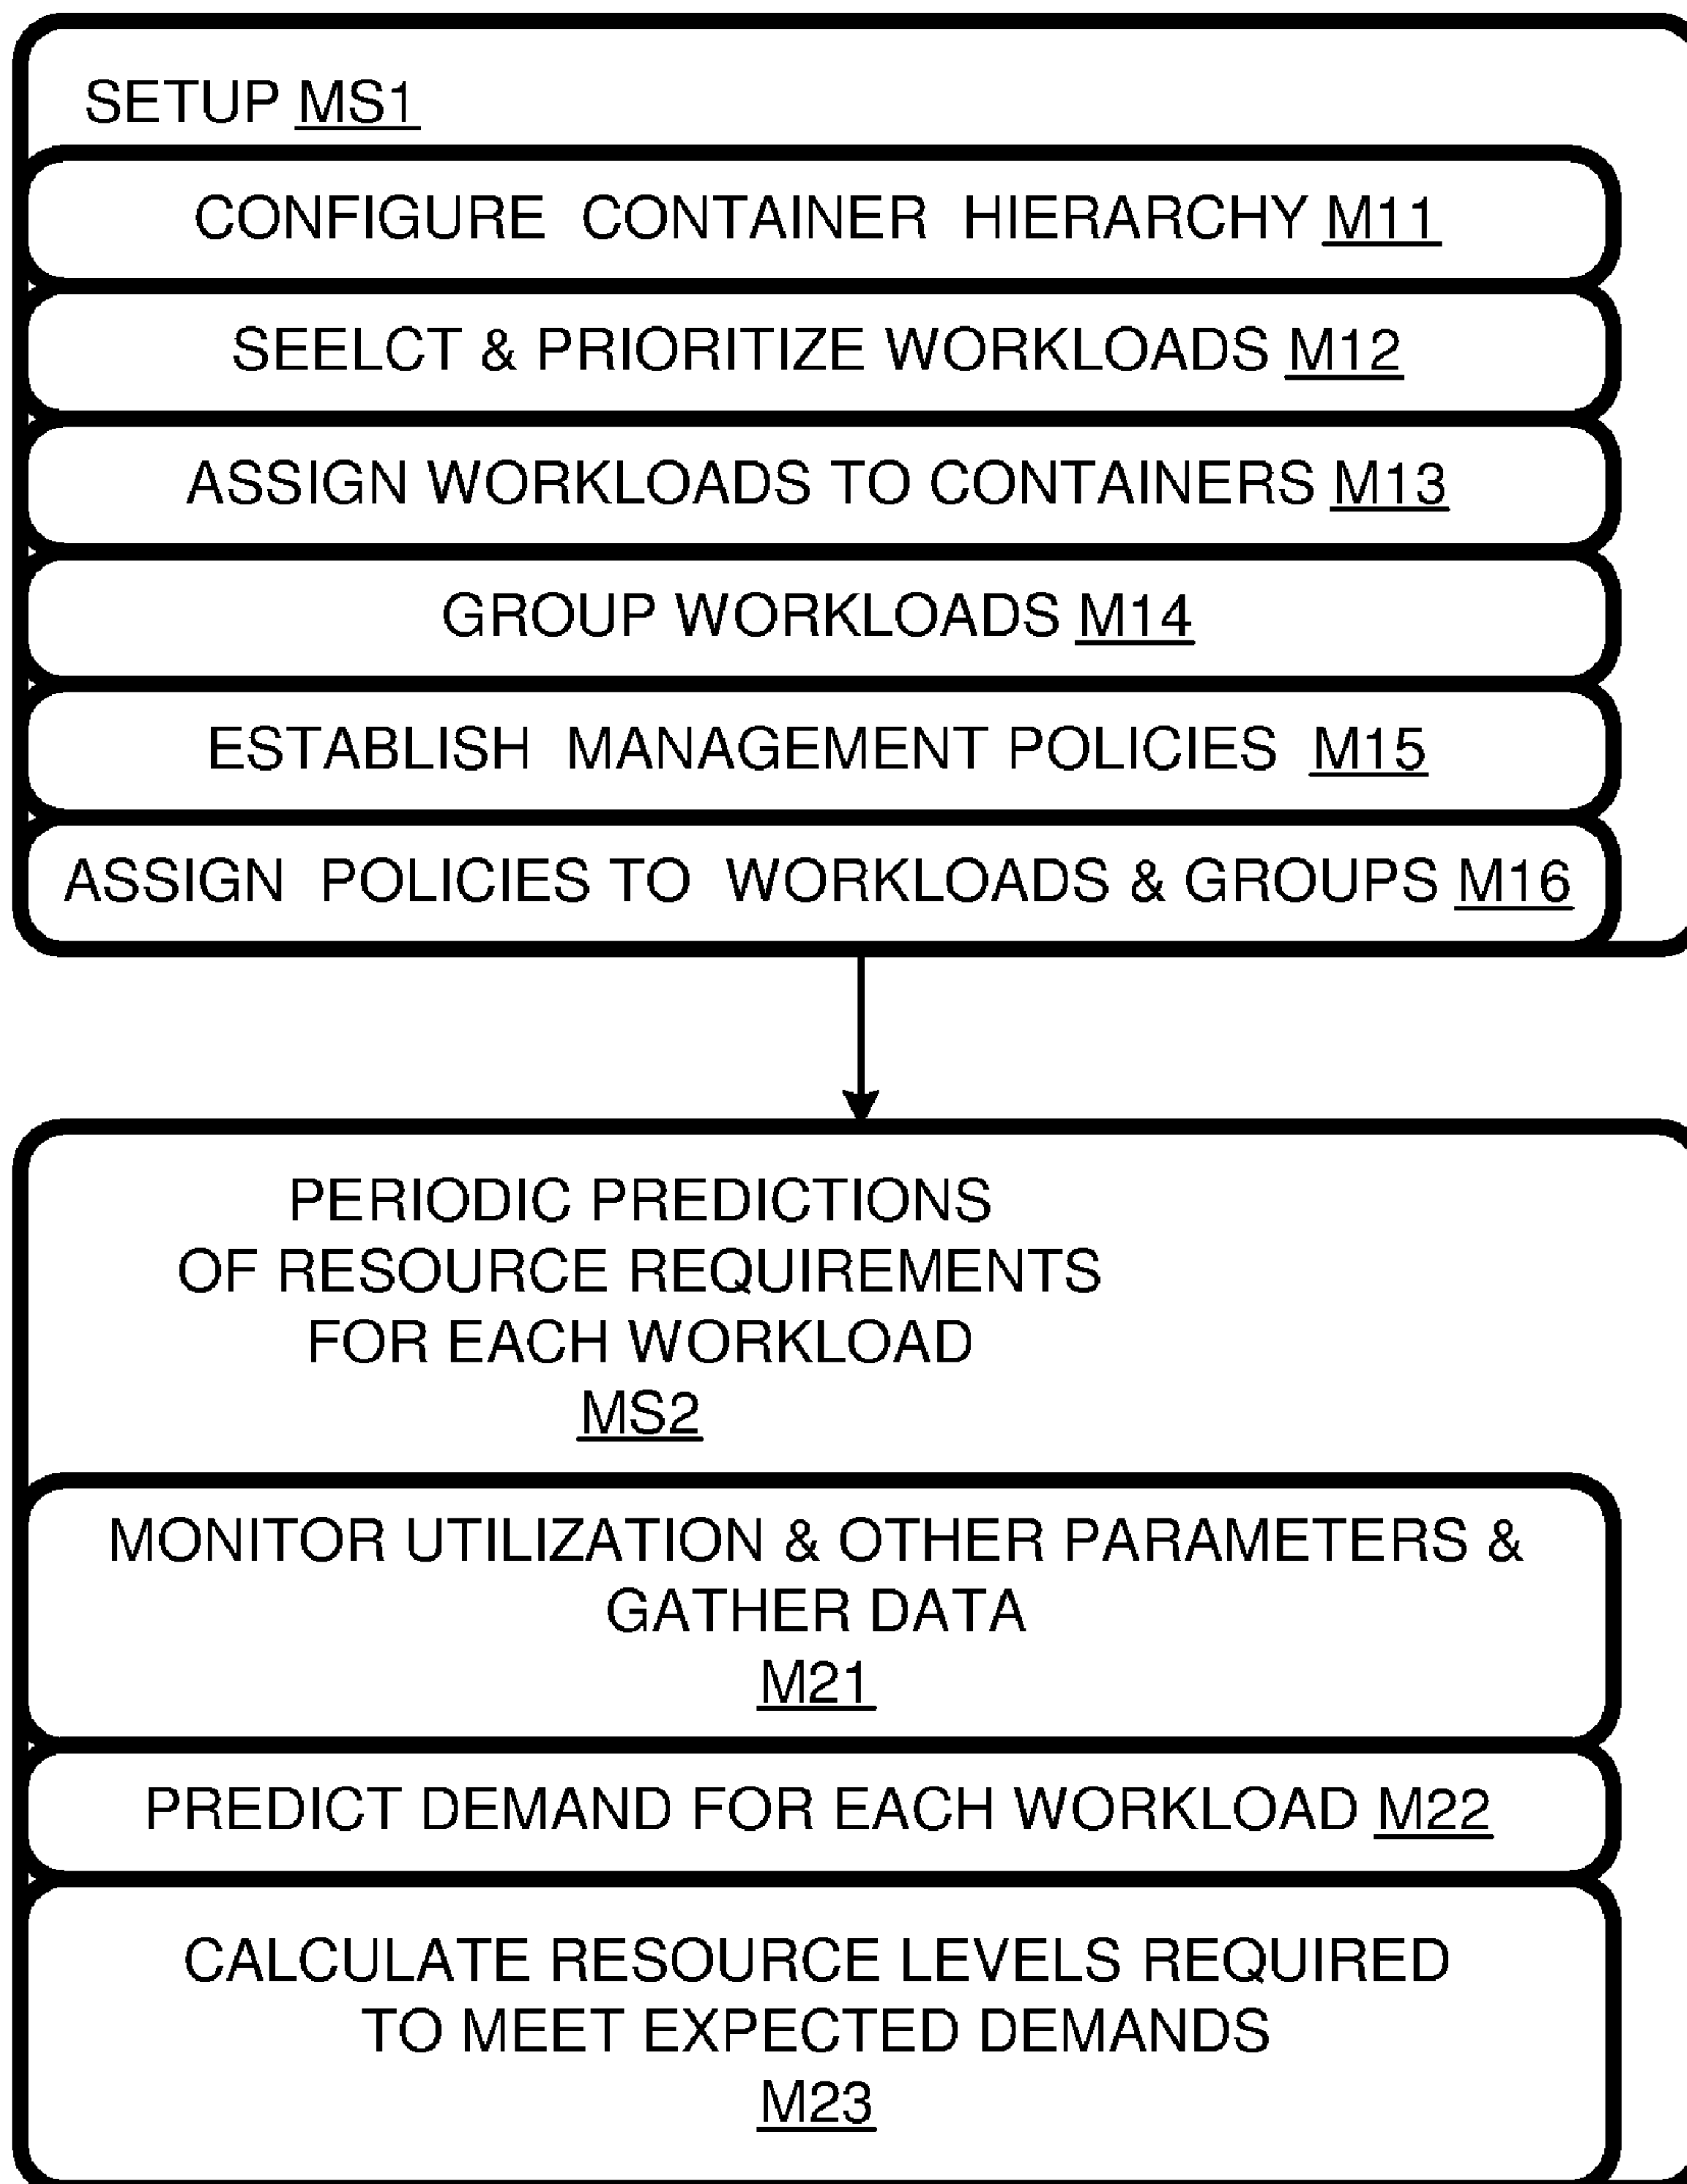 SETUP MS1
CONFIGURE CONTAINER HIERARCHY M11
SEELCT & PRIORITIZE WORKLOADS M12
ASSIGN WORKLOADS TO CONTAINERS M13
GROUP WORKLOADS M14
ESTABLISH MANAGEMENT POLICIES M15
ASSIGN POLICIES TO WORKLOADS & GROUPS M16
PERIODIC PREDICTIONS
OF RESOURCE REQUIREMENTS
FOR EACH WORKLOAD
MS2
MONITOR UTILIZATION & OTHER PARAMETERS &
GATHER DATA
M21
PREDICT DEMAND FOR EACH WORKLOAD M22
CALCULATE RESOURCE LEVELS REQUIRED
TO MEET EXPECTED DEMANDS
M23